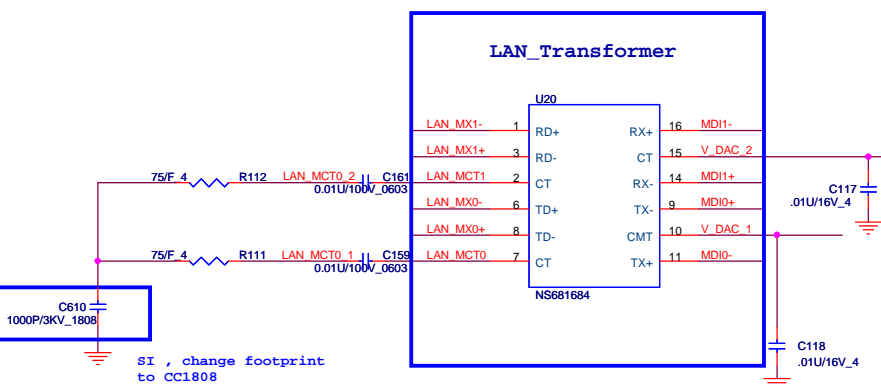 LAN_Transformer
U20
LAN_MX1- 1 RD+ RX+ 16 MDI1-
LAN_MX1+ 3 RD- CT 15 V_DAC_2
75/F_4 R112 LAN_MCT0_2 C161 LAN_MCT1 2 CT RX- 14 MDI1+
0.01U/100V_0603
C117
.01U/16V_4
LAN_MX0- 6 TD+ TX- 9 MDI0+
LAN_MX0+ 8 TD- CMT 10 V_DAC_1
75/F_4 R111 LAN_MCT0_1 C159 LAN_MCT0 7 CT TX+ 11 MDI0-
0.01U/100V_0603
NS681684
C610
1000P/3KV_1808
C118
.01U/16V_4
SI , change footprint
to CC1808